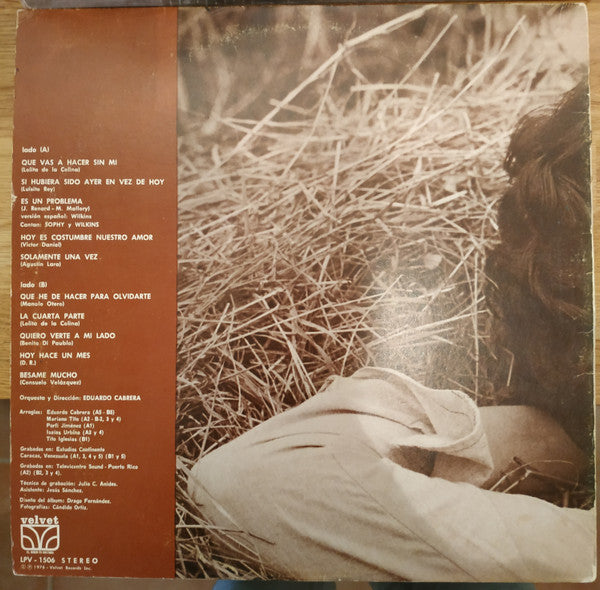 lado (A)
QUE VAS A HACER SIN MI
(Lolita de la Colina)
SI HUBIERA SIDO AYER EN VEZ DE HOY
(Luisito Rey)
ES UN PROBLEMA
(J. Renard - M. Mallory)
versión español: Wilkins
Cantan: SOPHY y WILKINS
HOY ES COSTUMBRE NUESTRO AMOR
(Víctor Daniel)
SOLAMENTE UNA VEZ
(Agustín Lara)
lado (B)
QUE HE DE HACER PARA OLVIDARTE
(Manolo Otero)
LA CUARTA PARTE
(Lolita de la Colina)
QUIERO VERTE A MI LADO
(Benito Di Paublo)
HOY HACE UN MES
(D. R.)
BESAME MUCHO
(Consuelo Velázquez)
Orquesta y Dirección: EDUARDO CABRERA
Arreglos: Eduardo Cabrera (A5 - B5)
Mariano Tito (A2 - B-2, 3 y 4)
Porfi Jiménez (A1)
Isaías Urbina (A3 y 4)
Tito Iglesias (B1)
Grabadas en: Estudios Continente
Caracas, Venezuela (A1, 3, 4 y 5) (B1 y 5)
Grabadas en: Televicentro Sound - Puerto Rico
(A2) (B2, 3 y 4).
Técnico de grabación: Julio C. Anides.
Asistente: Jesús Sánchez.
Diseño del álbum: Drago Fernández.
Fotografías: Cándido Ortiz.
velvet
LPV - 1506 STEREO
© ℗ 1976 - Velvet Records Inc.